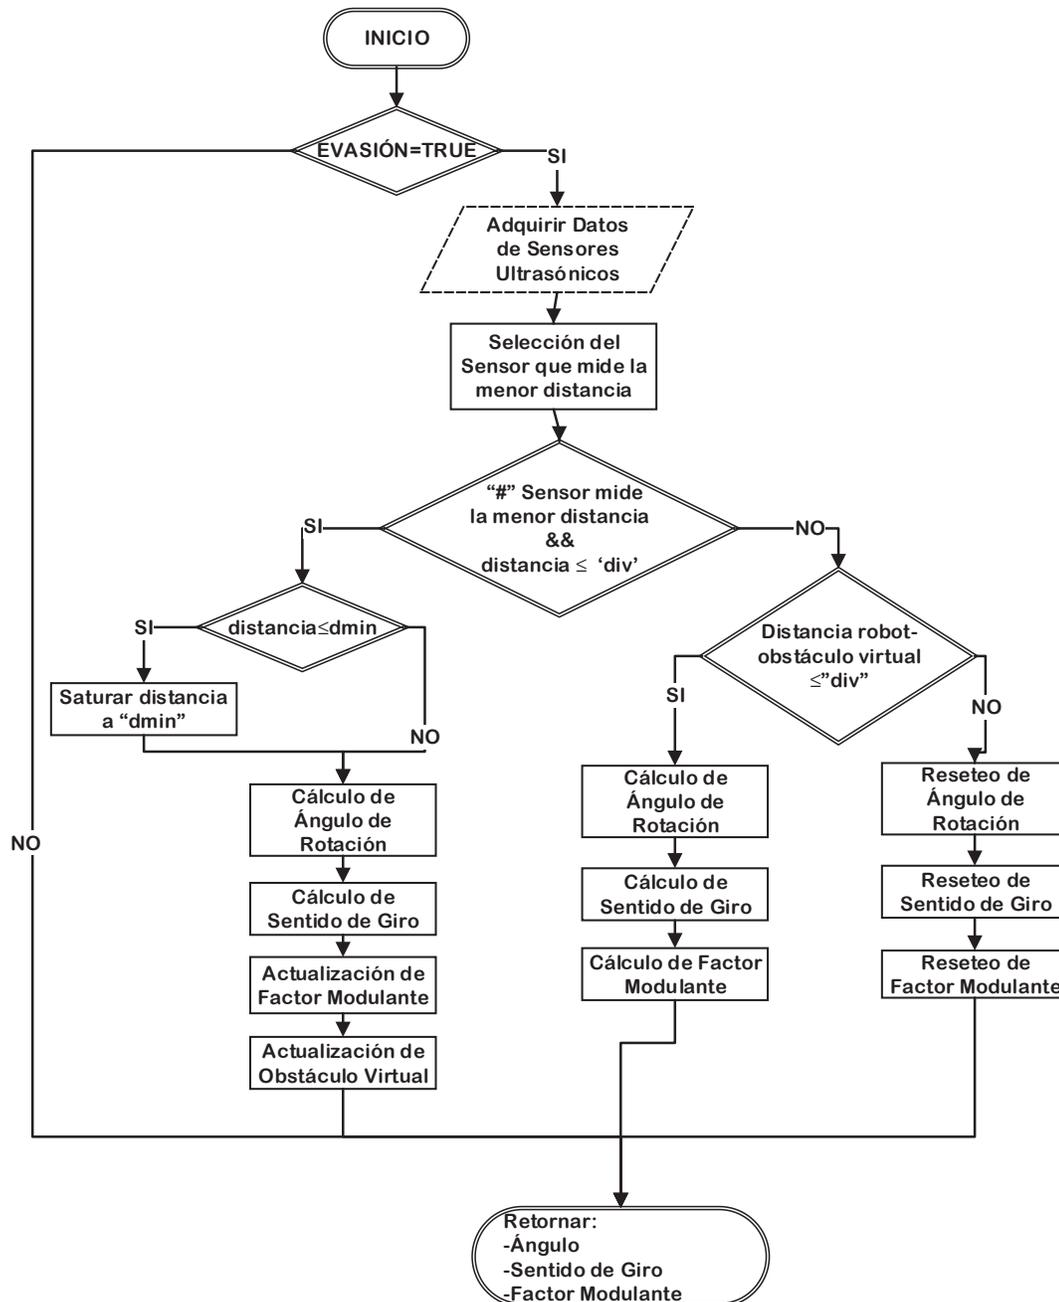 INICIO
EVASIÓN=TRUE
SI
Adquirir Datos
de Sensores
Ultrasónicos
Selección del
Sensor que mide la
menor distancia
“#” Sensor mide
la menor distancia
&&
distancia ≤ ‘div’
SI
NO
distancia≤dmin
SI
NO
Saturar distancia
a “dmin”
Distancia robot-
obstáculo virtual
≤”div”
SI
NO
Cálculo de
Ángulo de
Rotación
Cálculo de
Sentido de Giro
Actualización de
Factor Modulante
Actualización de
Obstáculo Virtual
Cálculo de
Ángulo de
Rotación
Cálculo de
Sentido de Giro
Cálculo de Factor
Modulante
Reseteo de
Ángulo de
Rotación
Reseteo de
Sentido de Giro
Reseteo de
Factor Modulante
NO
Retornar:
-Ángulo
-Sentido de Giro
-Factor Modulante